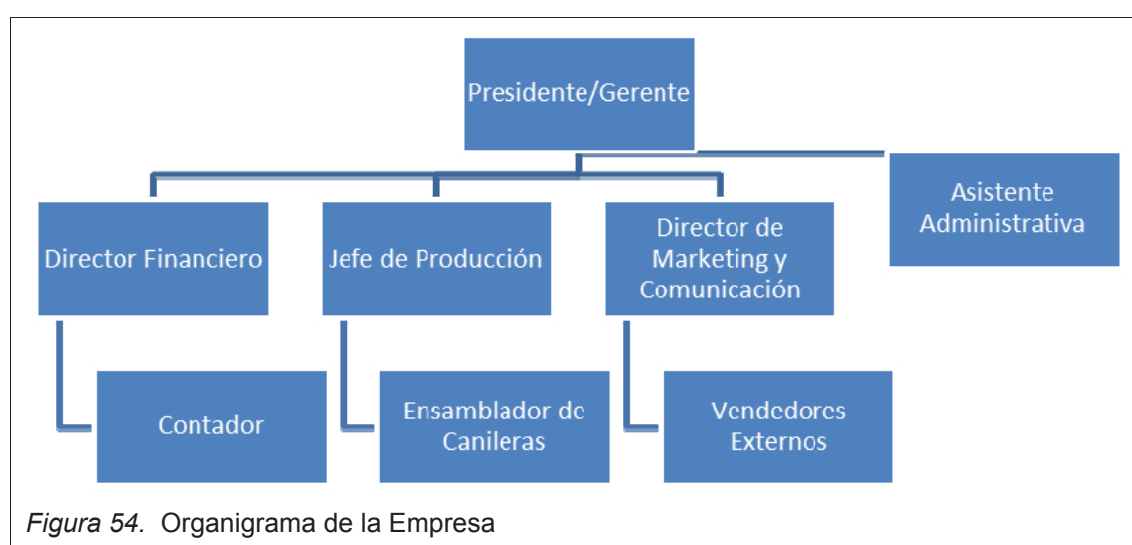 Presidente/Gerente
Asistente
Administrativa
Director Financiero
Jefe de Producción
Director de
Marketing y
Comunicación
Contador
Ensamblador de
Canileras
Vendedores
Externos
Figura 54. Organigrama de la Empresa